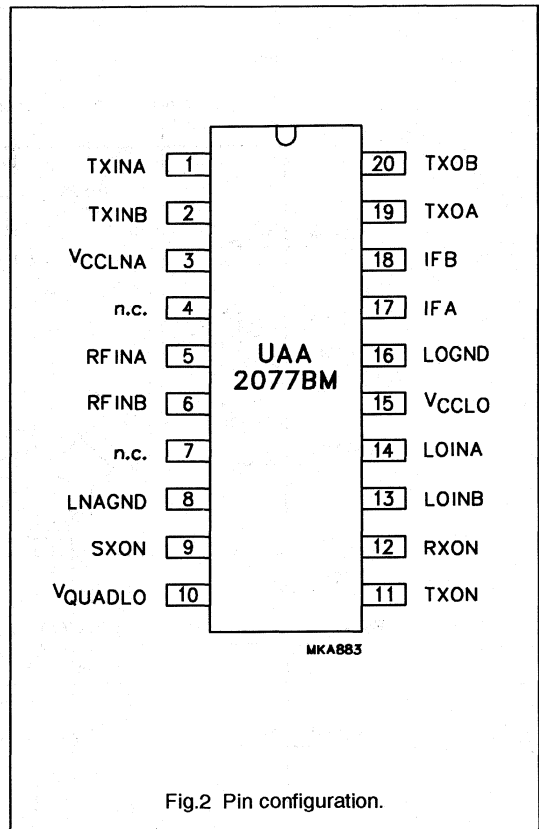 TXINA 1 20 TXOB
TXINB 2 19 TXOA
VCCLNA 3 18 IFB
n.c. 4 17 IFA
RFINA 5 16 LOGND
UAA
2077BM
RFINB 6 15 VCCLO
n.c. 7 14 LOINA
LNAGND 8 13 LOINB
SXON 9 12 RXON
VQUADLO 10 11 TXON
MKA883
Fig.2 Pin configuration.